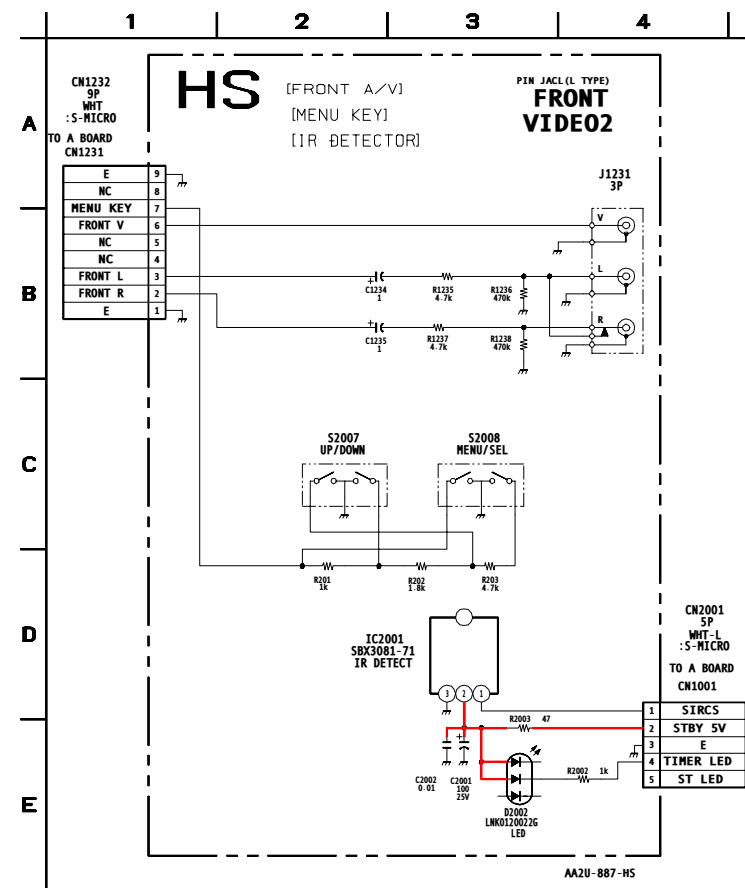 1 2 3 4
A
B
C
D
E
HS
[FRONT A/V]
[MENU KEY]
[IR DETECTOR]
PIN JACL(L TYPE)
FRONT
VIDEO2
CN1232
9P
WHT
:S-MICRO
TO A BOARD
CN1231
E 9
NC 8
MENU KEY 7
FRONT V 6
NC 5
NC 4
FRONT L 3
FRONT R 2
E 1
J1231
3P
V
L
R
C1234
1
R1235
4.7k
R1236
470k
C1235
1
R1237
4.7k
R1238
470k
S2007
UP/DOWN
S2008
MENU/SEL
R201
1k
R202
1.8k
R203
4.7k
IC2001
SBX3081-71
IR DETECT
3 2 1
CN2001
5P
WHT-L
:S-MICRO
TO A BOARD
CN1001
1 SIRCS
2 STBY 5V
3 E
4 TIMER LED
5 ST LED
R2003 47
R2002 1k
C2002
0.01
C2001
100
25V
D2002
LNK0120022G
LED
AA2U-887-HS